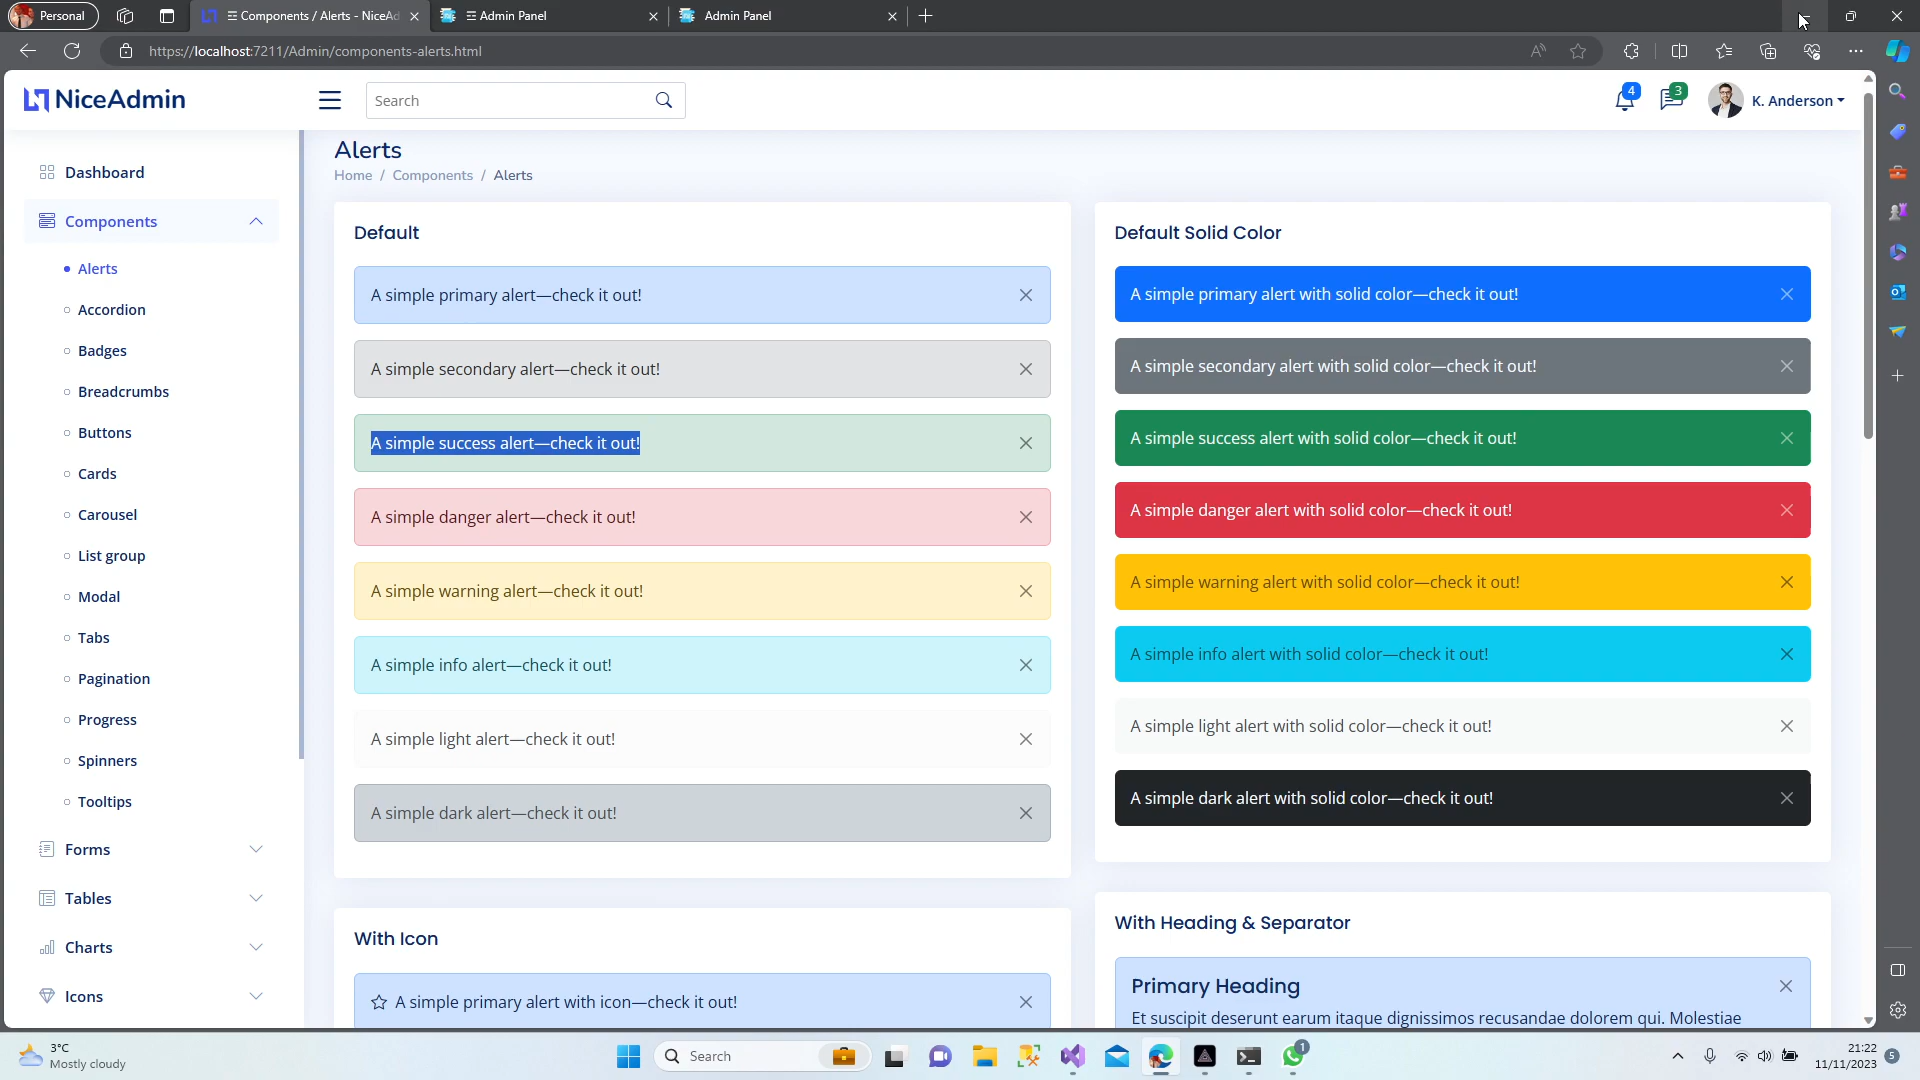 Personal
Components / Alerts - NiceAd
Admin Panel
Admin Panel
https://localhost:7211/Admin/components-alerts.html
NiceAdmin
Search
4
3
K. Anderson
Dashboard
Components
Alerts
Accordion
Badges
Breadcrumbs
Buttons
Cards
Carousel
List group
Modal
Tabs
Pagination
Progress
Spinners
Tooltips
Forms
Tables
Charts
Icons
Alerts
Home / Components / Alerts
Default
A simple primary alert—check it out!
A simple secondary alert—check it out!
A simple success alert—check it out!
A simple danger alert—check it out!
A simple warning alert—check it out!
A simple info alert—check it out!
A simple light alert—check it out!
A simple dark alert—check it out!
With Icon
A simple primary alert with icon—check it out!
Default Solid Color
A simple primary alert with solid color—check it out!
A simple secondary alert with solid color—check it out!
A simple success alert with solid color—check it out!
A simple danger alert with solid color—check it out!
A simple warning alert with solid color—check it out!
A simple info alert with solid color—check it out!
A simple light alert with solid color—check it out!
A simple dark alert with solid color—check it out!
With Heading & Separator
Primary Heading
Et suscipit deserunt earum itaque dignissimos recusandae dolorem qui. Molestiae
3°C
Mostly cloudy
Search
1
21:22
11/11/2023
5